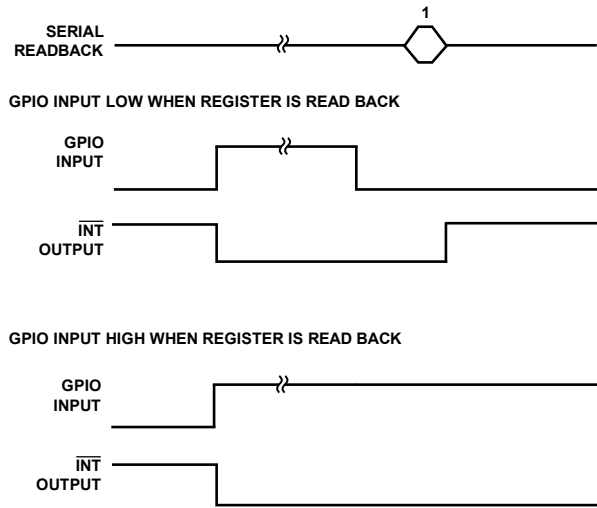 1
SERIAL
READBACK
GPIO INPUT LOW WHEN REGISTER IS READ BACK
GPIO
INPUT
INT
OUTPUT
GPIO INPUT HIGH WHEN REGISTER IS READ BACK
GPIO
INPUT
INT
OUTPUT